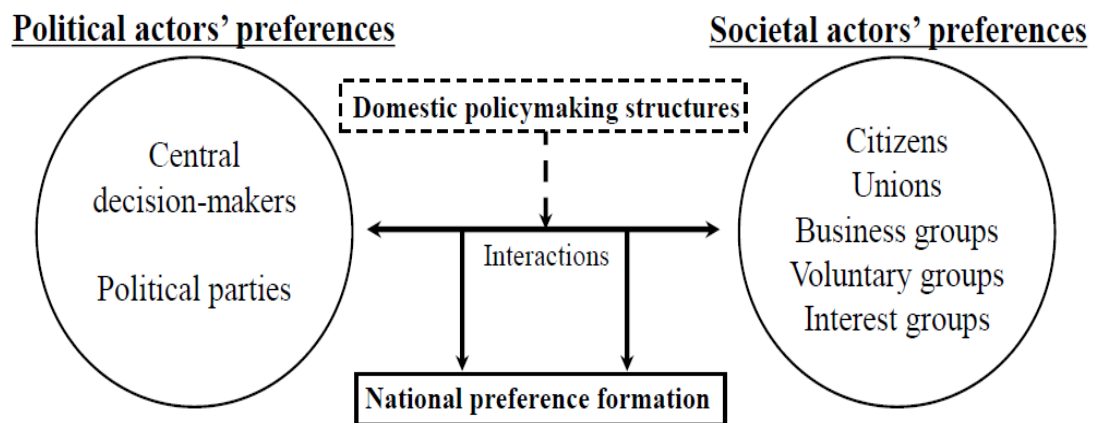 Political actors’ preferences
Societal actors’ preferences
Domestic policymaking structures
Central
decision-makers
Political parties
Interactions
Citizens
Unions
Business groups
Voluntary groups
Interest groups
National preference formation